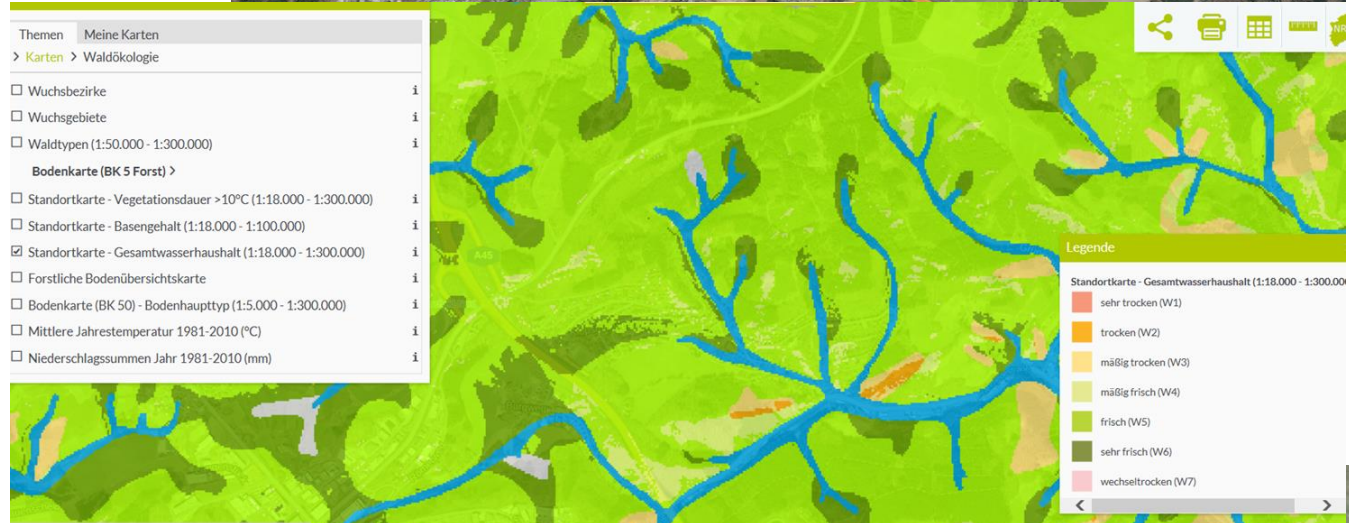 Themen Meine Karten
> Karten > Waldökologie
Wuchsbezirke i
Wuchsgebiete i
Waldtypen (1:50.000 - 1:300.000) i
Bodenkarte (BK 5 Forst) >
Standortkarte - Vegetationsdauer >10°C (1:18.000 - 1:300.000) i
Standortkarte - Basengehalt (1:18.000 - 1:100.000) i
Standortkarte - Gesamtwasserhaushalt (1:18.000 - 1:300.000) i
Forstliche Bodenübersichtskarte i
Bodenkarte (BK 50) - Bodenhaupttyp (1:5.000 - 1:300.000) i
Mittlere Jahrestemperatur 1981-2010 (°C) i
Niederschlagssummen Jahr 1981-2010 (mm) i
A45
NR
Legende
Standortkarte - Gesamtwasserhaushalt (1:18.000 - 1:300.00
sehr trocken (W1)
trocken (W2)
mäßig trocken (W3)
mäßig frisch (W4)
frisch (W5)
sehr frisch (W6)
wechseltrocken (W7)